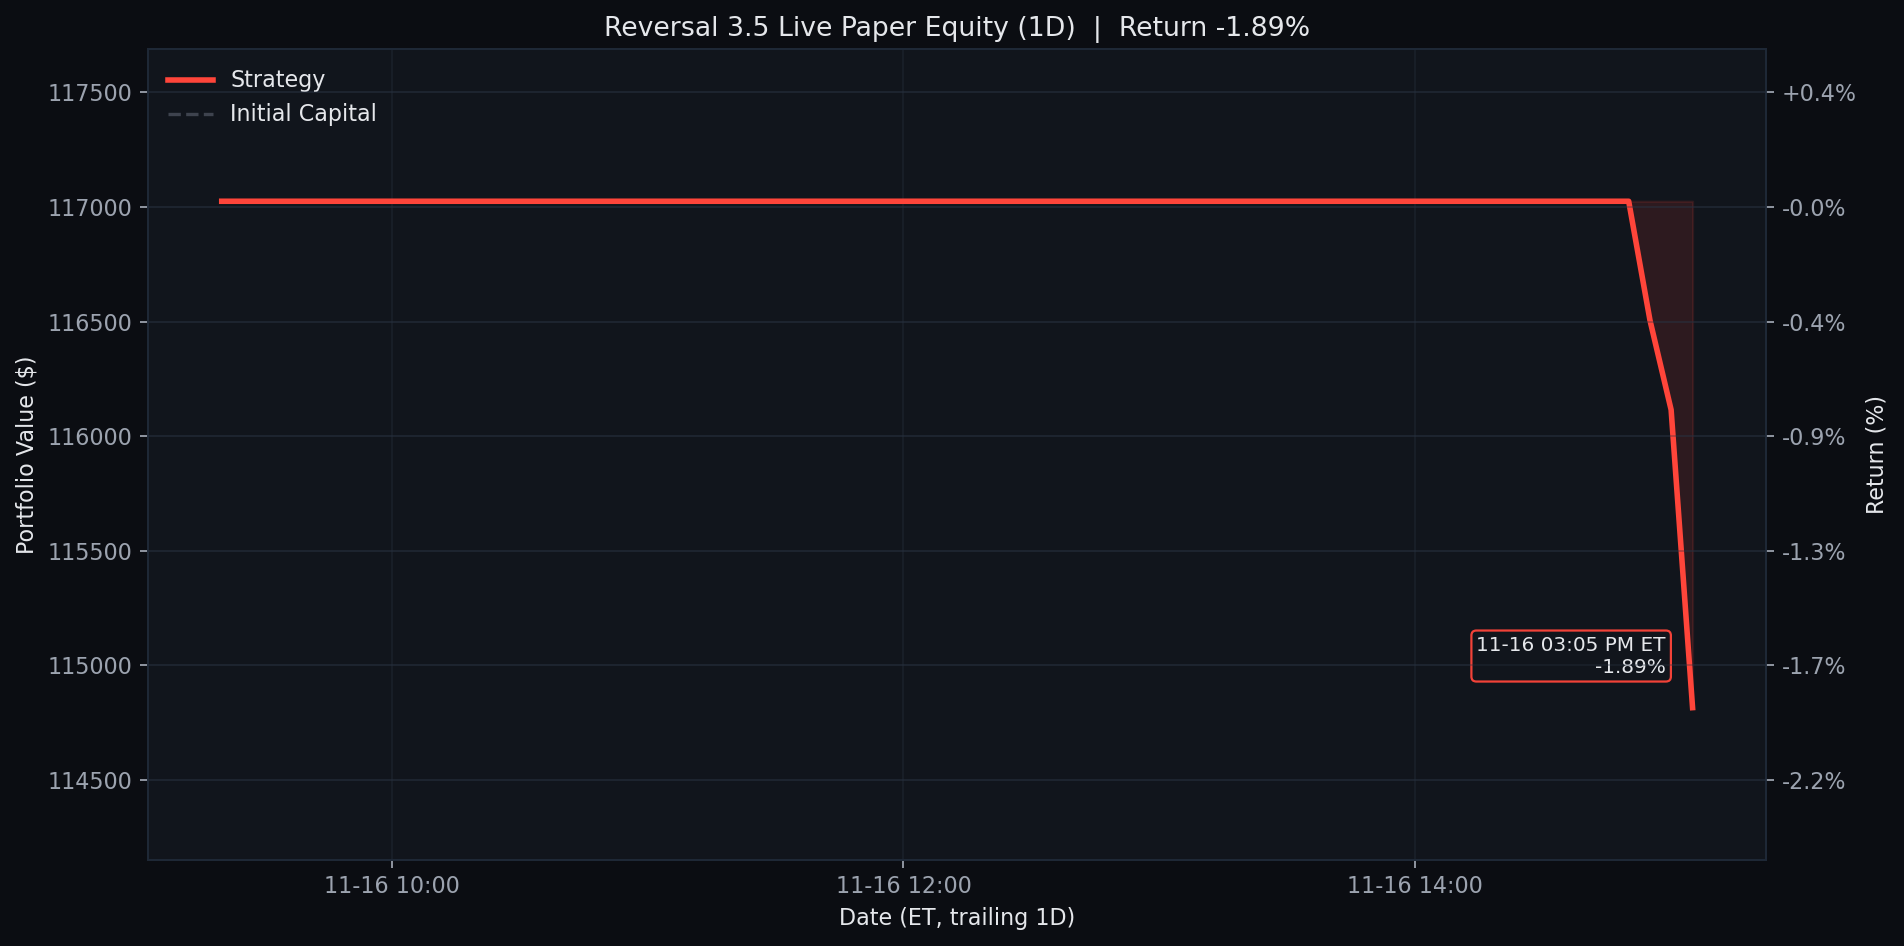 Reversal 3.5 Live Paper Equity (1D) | Return -1.89%
Strategy
Initial Capital
117500
117000
116500
116000
115500
115000
114500
Portfolio Value ($)
+0.4%
-0.0%
-0.4%
-0.9%
-1.3%
-1.7%
-2.2%
Return (%)
11-16 03:05 PM ET
-1.89%
11-16 10:00
11-16 12:00
11-16 14:00
Date (ET, trailing 1D)